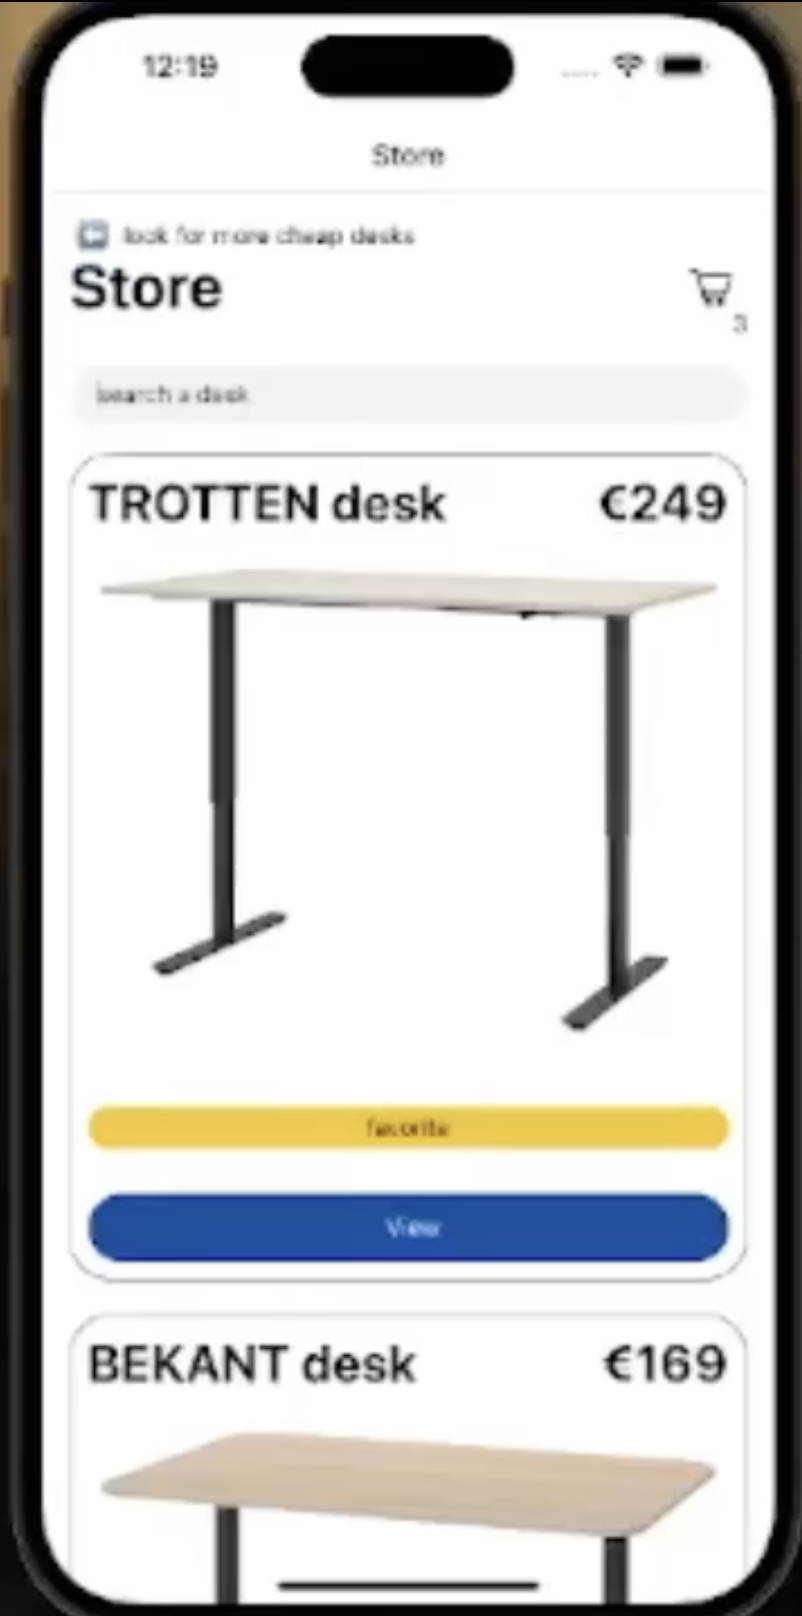 12:19
Store
look for more cheap desks
Store
3
search a desk
TROTTEN desk €249
favorite
View
BEKANT desk €169